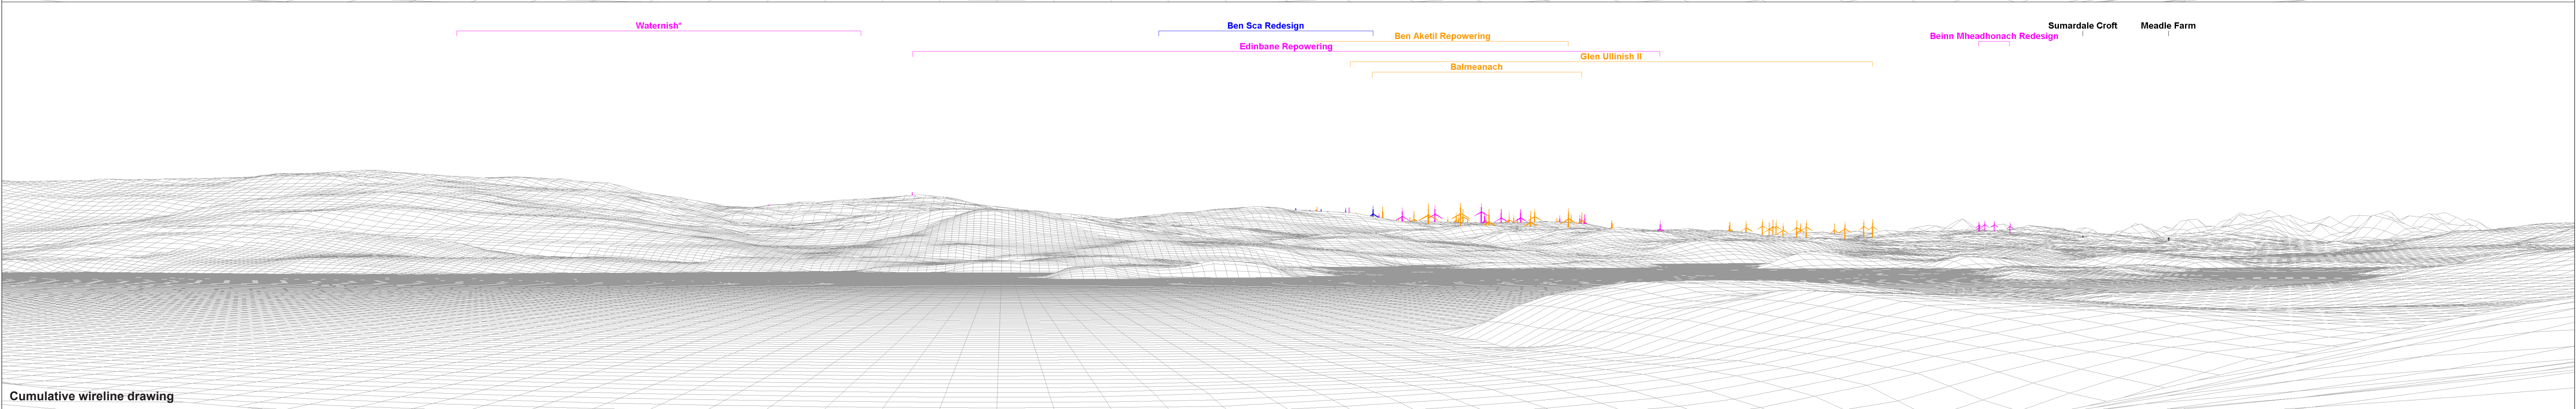 Waternish*
Ben Sca Redesign
Sumardale Croft
Meadle Farm
Ben Aketil Repowering
Beinn Mheadhonach Redesign
Edinbane Repowering
Glen Ullinish II
Balmeanach
Cumulative wireline drawing